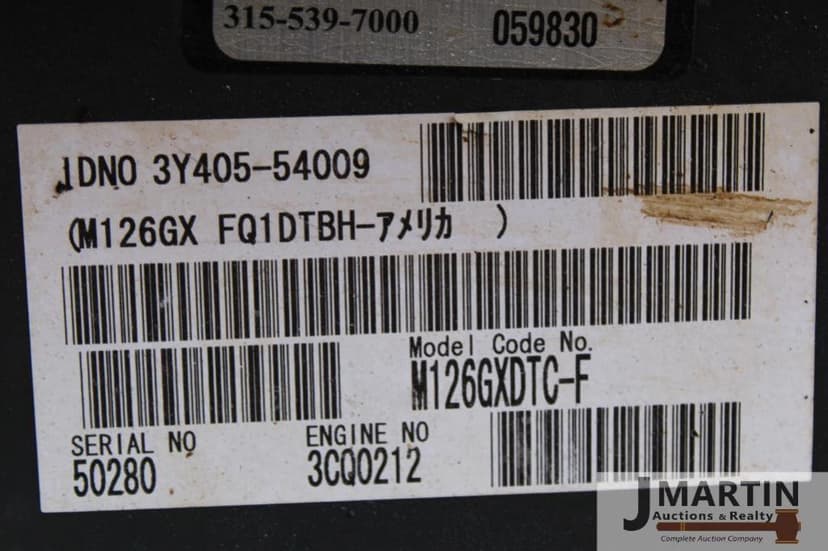 315-539-7000 059830
IDNO 3Y405-54009
(M126GX FQ1DTBH-アメリカ )
Model Code No.
M126GXDTC-F
SERIAL NO ENGINE NO
50280 3CQ0212
J MARTIN
Auctions & Realty
Complete Auction Company